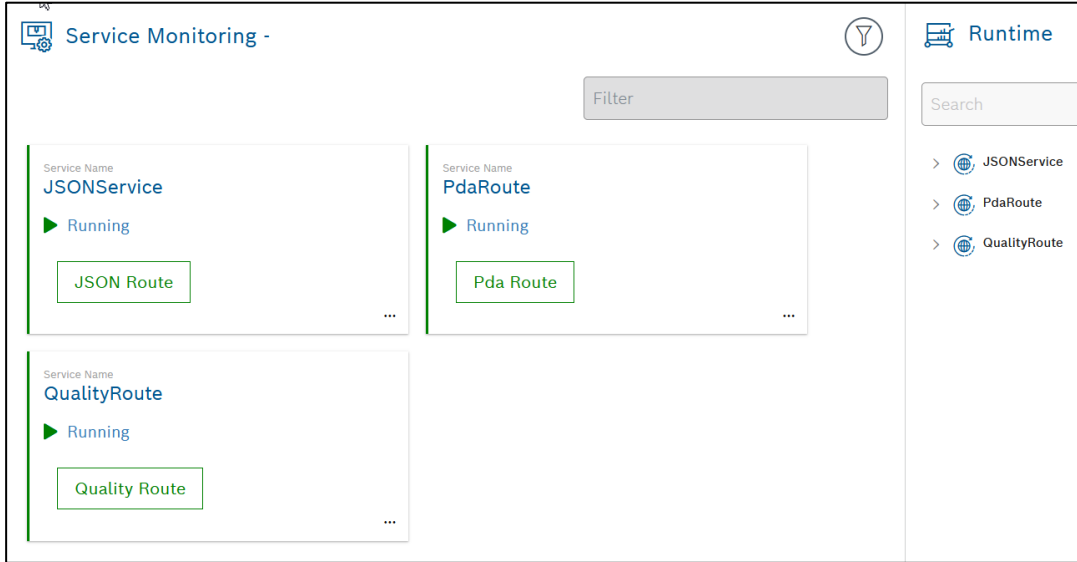 Service Monitoring -
Filter
Service Name
JSONService
Running
JSON Route
...
Service Name
PdaRoute
Running
Pda Route
...
Service Name
QualityRoute
Running
Quality Route
...
Runtime
Search
JSONService
PdaRoute
QualityRoute